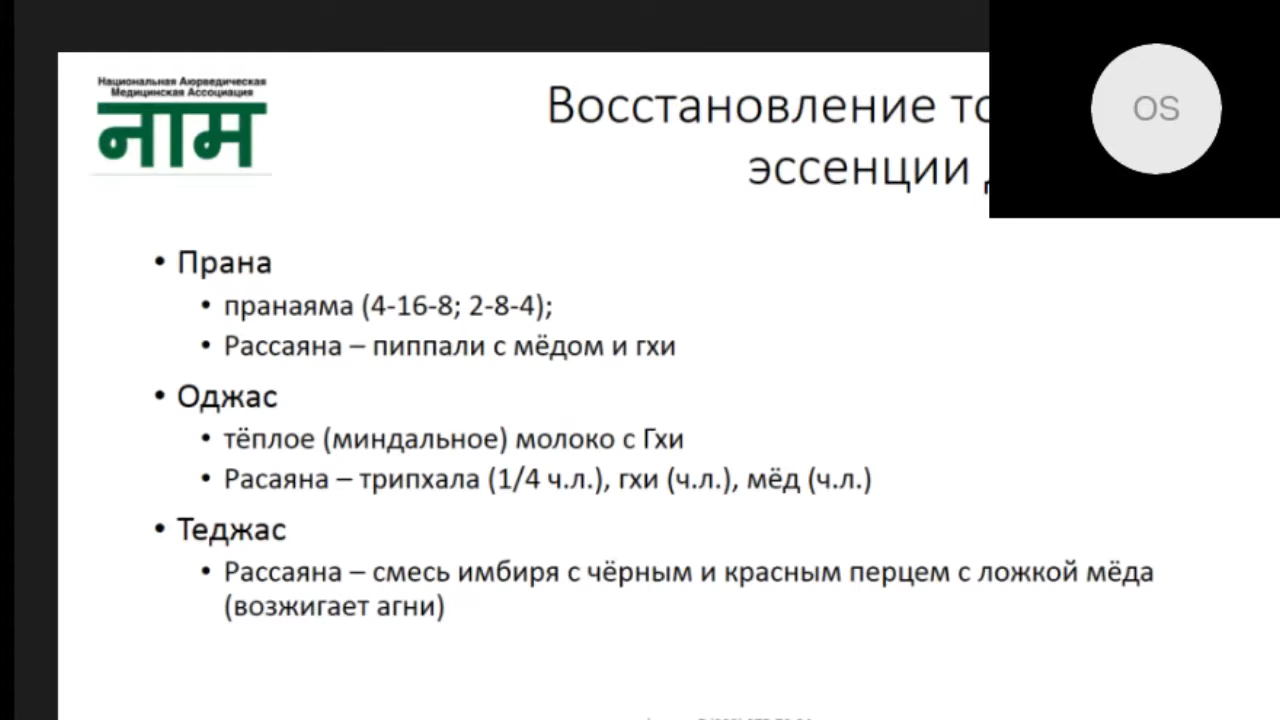 Национальная Аюрведическая
Медицинская Ассоциация
नाम
Восстановление
эссенции
OS
• Прана
• пранаяма (4-16-8; 2-8-4);
• Рассаяна – пиппали с мёдом и гхи
• Оджас
• тёплое (миндальное) молоко с Гхи
• Расаяна – трипхала (1/4 ч.л.), гхи (ч.л.), мёд (ч.л.)
• Теджас
• Рассаяна – смесь имбиря с чёрным и красным перцем с ложкой мёда
(возжигает агни)